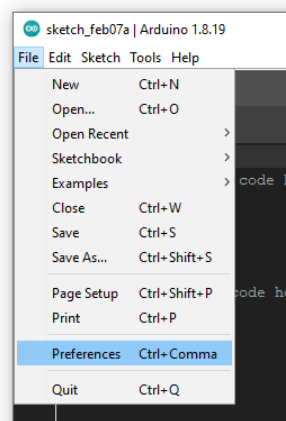 sketch_feb07a | Arduino 1.8.19
File Edit Sketch Tools Help
New Ctrl+N
Open... Ctrl+O
Open Recent >
Sketchbook >
Examples >
code
Close Ctrl+W
Save Ctrl+S
Save As... Ctrl+Shift+S
Page Setup Ctrl+Shift+P
code he
Print Ctrl+P
Preferences Ctrl+Comma
Quit Ctrl+Q